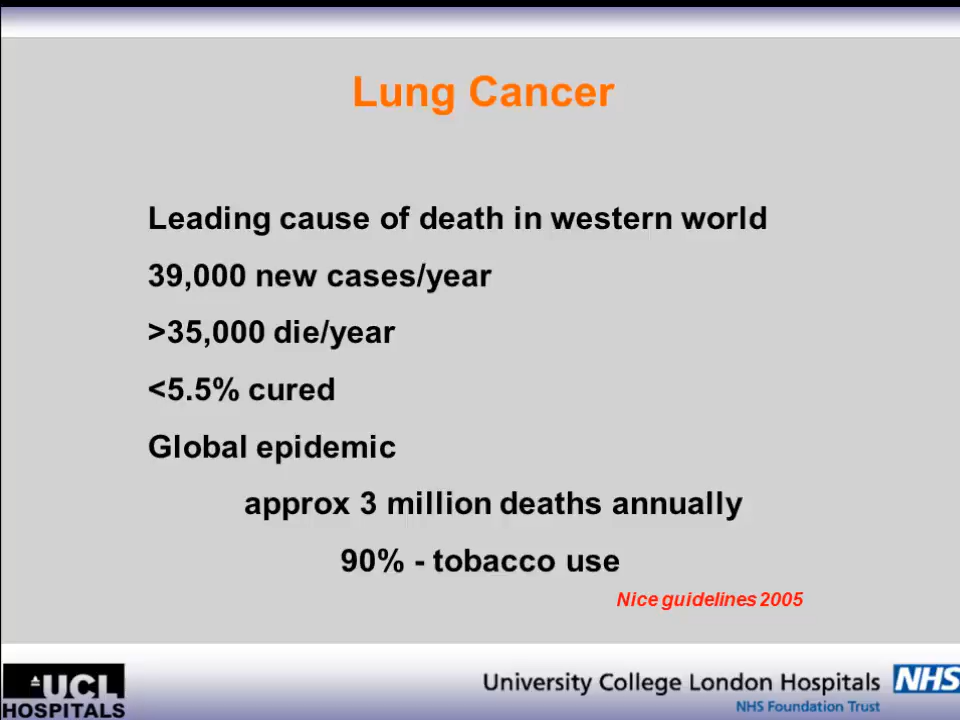 Lung Cancer
Leading cause of death in western world
39,000 new cases/year
>35,000 die/year
<5.5% cured
Global epidemic
approx 3 million deaths annually
90% - tobacco use
Nice guidelines 2005
UCL
HOSPITALS
University College London Hospitals
NHS
NHS Foundation Trust